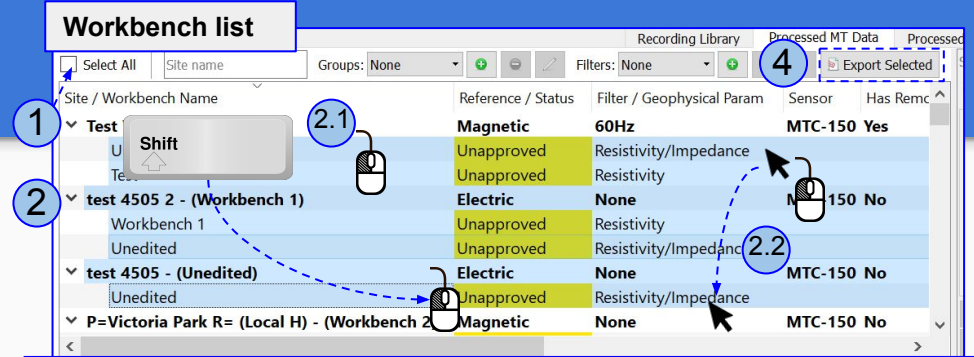 Workbench list
Recording Library Processed MT Data Processed
Select All Site name Groups: None Filters: None 4 Export Selected
Site / Workbench Name Reference / Status Filter / Geophysical Param Sensor Has Remo
1 Test 2.1 Magnetic 60Hz MTC-150 Yes
Shift
Unapproved Resistivity/Impedance
Unapproved Resistivity
2 test 4505 2 - (Workbench 1) Electric None -150 No
Workbench 1 Unapproved Resistivity
Unedited Unapproved Resistivity/Impedance 2.2
test 4505 - (Unedited) Electric None MTC-150 No
Unedited Unapproved Resistivity/Impedance
P=Victoria Park R= (Local H) - (Workbench 2 Magnetic None MTC-150 No